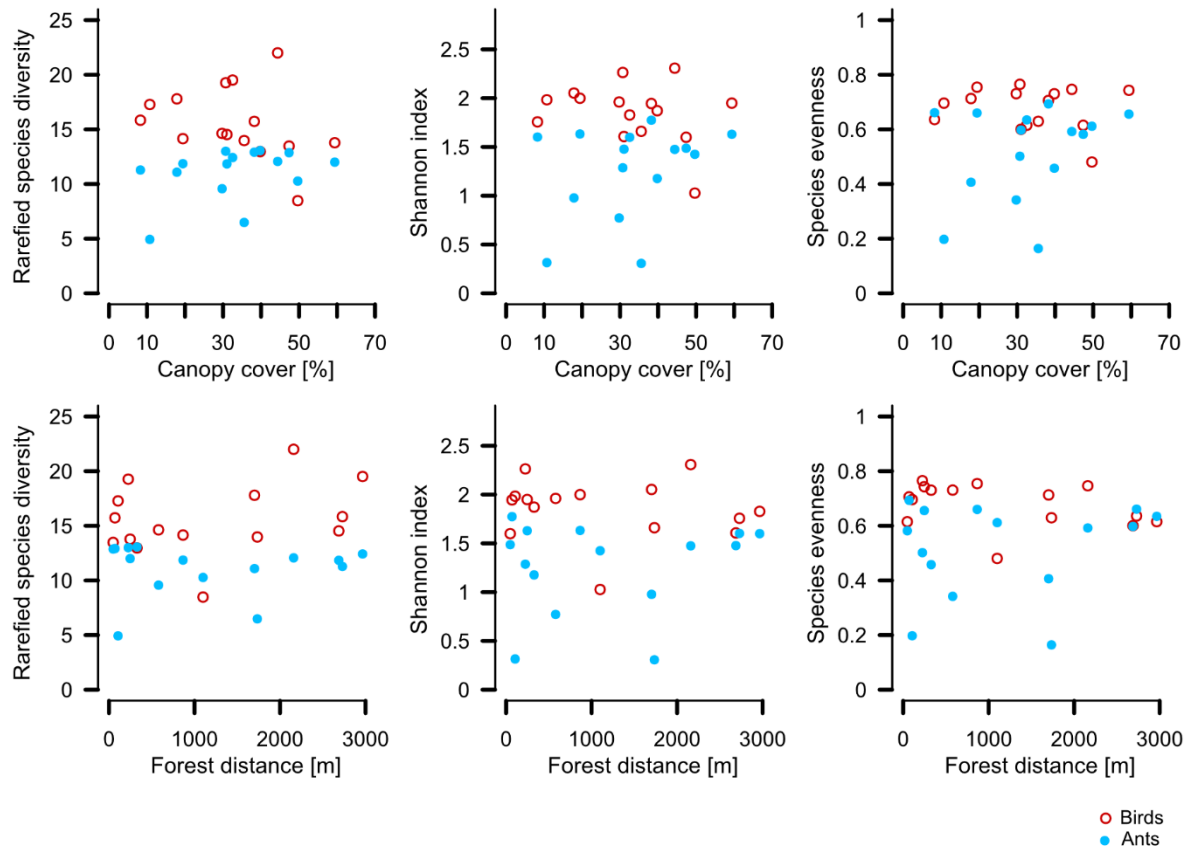 Rarefied species diversity
25
20
15
10
5
0
0 10 30 50 70
Canopy cover [%]
Shannon index
2.5
2
1.5
1
0.5
0
0 10 30 50 70
Canopy cover [%]
Species evenness
1
0.8
0.6
0.4
0.2
0
0 10 30 50 70
Canopy cover [%]
Rarefied species diversity
25
20
15
10
5
0
0 1000 2000 3000
Forest distance [m]
Shannon index
2.5
2
1.5
1
0.5
0
0 1000 2000 3000
Forest distance [m]
Species evenness
1
0.8
0.6
0.4
0.2
0
0 1000 2000 3000
Forest distance [m]
Birds
Ants